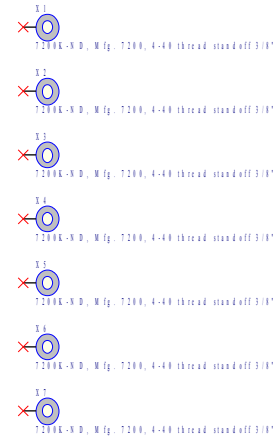 X1
7200K-ND, Mfg. 7200, 4-40 thread standoff 3/8"
X2
7200K-ND, Mfg. 7200, 4-40 thread standoff 3/8"
X3
7200K-ND, Mfg. 7200, 4-40 thread standoff 3/8"
X4
7200K-ND, Mfg. 7200, 4-40 thread standoff 3/8"
X5
7200K-ND, Mfg. 7200, 4-40 thread standoff 3/8"
X6
7200K-ND, Mfg. 7200, 4-40 thread standoff 3/8"
X7
7200K-ND, Mfg. 7200, 4-40 thread standoff 3/8"